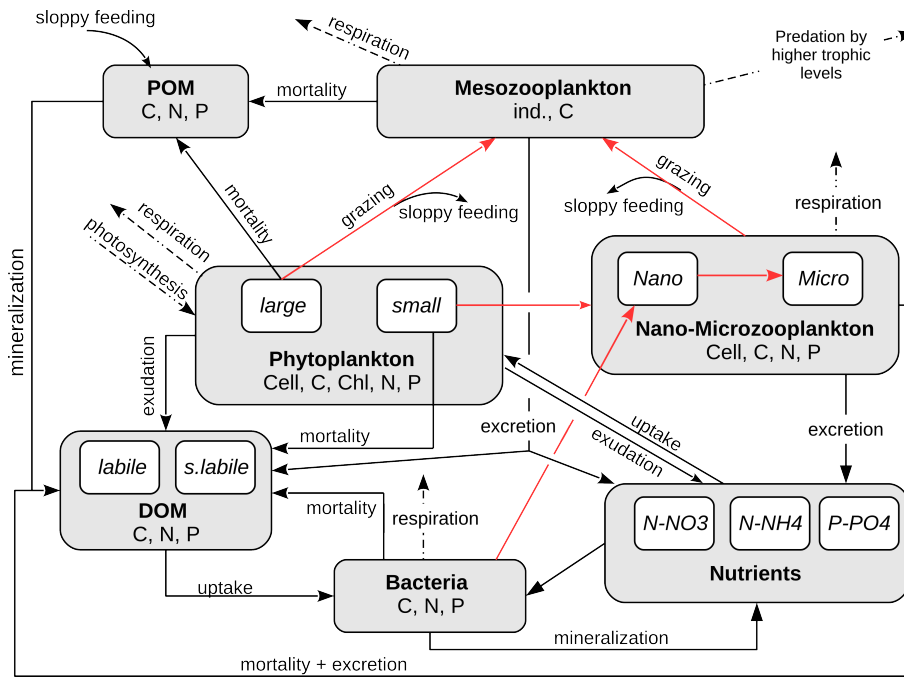 sloppy feeding
respiration
Predation by
higher trophic
levels
POM
C, N, P
mortality
Mesozooplankton
ind., C
mortality
grazing
sloppy feeding
grazing
sloppy feeding
respiration
respiration
photosynthesis
mineralization
large
small
Phytoplankton
Cell, C, Chl, N, P
Nano
Micro
Nano-Microzooplankton
Cell, C, N, P
exudation
mortality
excretion
uptake
exudation
excretion
labile
s.labile
DOM
C, N, P
mortality
respiration
N-NO3
N-NH4
P-PO4
Nutrients
uptake
Bacteria
C, N, P
mineralization
mortality + excretion